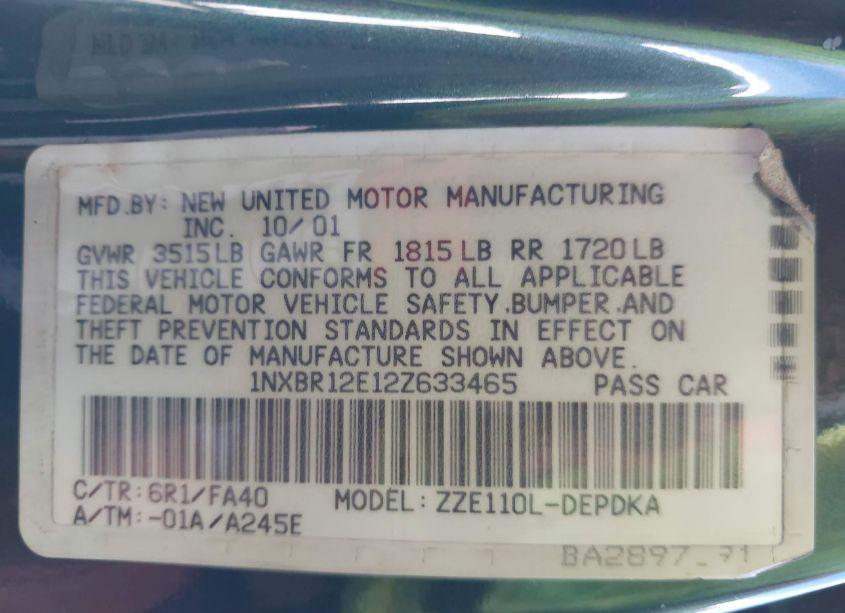 MFD.BY: NEW UNITED MOTOR MANUFACTURING
INC. 10/01
GVWR 3515LB GAWR FR 1815LB RR 1720LB
THIS VEHICLE CONFORMS TO ALL APPLICABLE
FEDERAL MOTOR VEHICLE SAFETY,BUMPER,AND
THEFT PREVENTION STANDARDS IN EFFECT ON
THE DATE OF MANUFACTURE SHOWN ABOVE.
1NXBR12E12Z633465 PASS CAR
C/TR:6R1/FA40 MODEL:ZZE110L-DEPDKA
A/TM:-01A/A245E